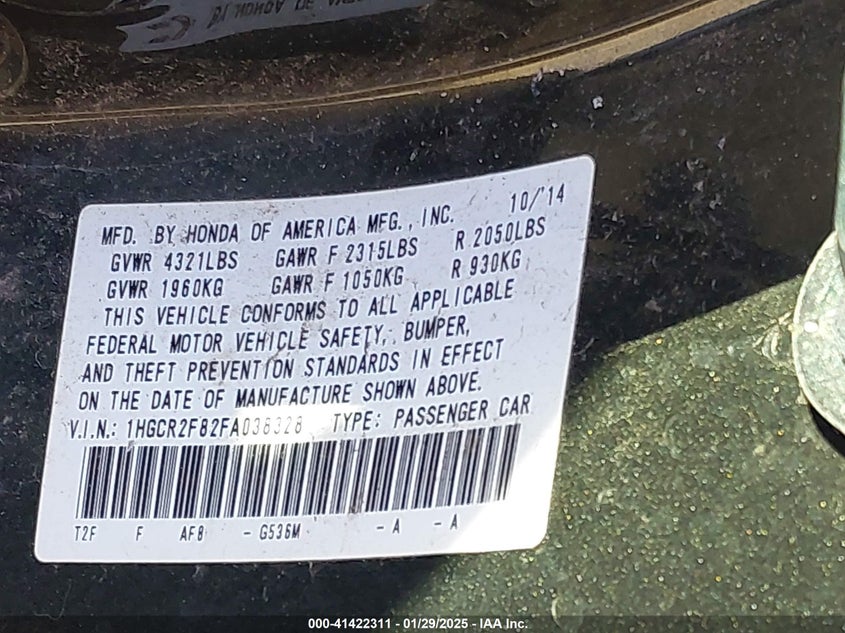 MFD. BY HONDA OF AMERICA MFG., INC. 10/'14
GVWR 4321LBS GAWR F 2315LBS R 2050LBS
GVWR 1960KG GAWR F 1050KG R 930KG
THIS VEHICLE CONFORMS TO ALL APPLICABLE
FEDERAL MOTOR VEHICLE SAFETY, BUMPER,
AND THEFT PREVENTION STANDARDS IN EFFECT
ON THE DATE OF MANUFACTURE SHOWN ABOVE.
V.I.N.: 1HGCR2F82FA038328 TYPE: PASSENGER CAR
T2F F AF8 - G536M - A - A
000-41422311 - 01/29/2025 - IAA Inc.